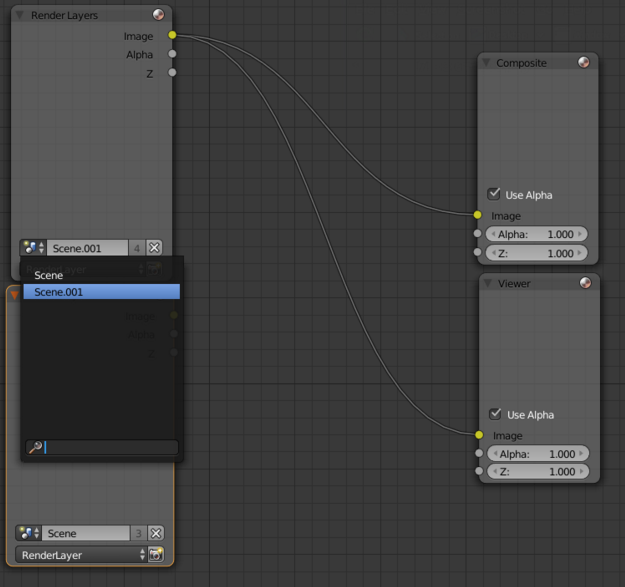 Render Layers
Image
Alpha
Z
Scene.001 4
Layer
Scene
Scene.001
Image
Alpha
Z
Scene 3
RenderLayer
Composite
Use Alpha
Image
Alpha: 1.000
Z: 1.000
Viewer
Use Alpha
Image
Alpha: 1.000
Z: 1.000